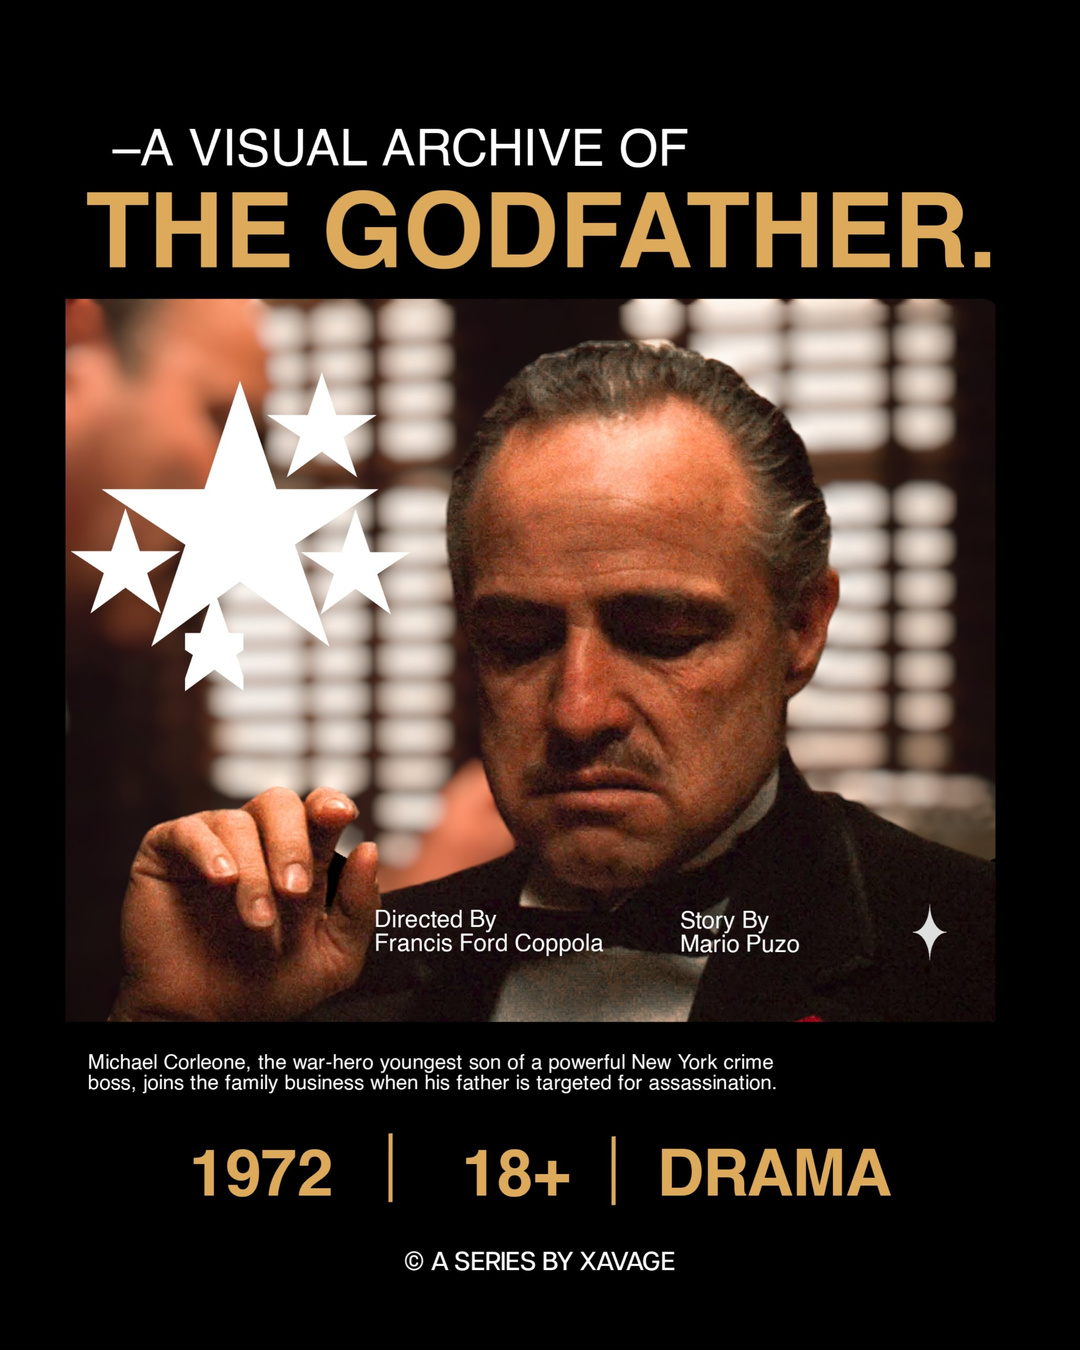 –A VISUAL ARCHIVE OF
THE GODFATHER.
Directed By
Francis Ford Coppola
Story By
Mario Puzo
Michael Corleone, the war-hero youngest son of a powerful New York crime
boss, joins the family business when his father is targeted for assassination.
1972 | 18+ | DRAMA
© A SERIES BY XAVAGE